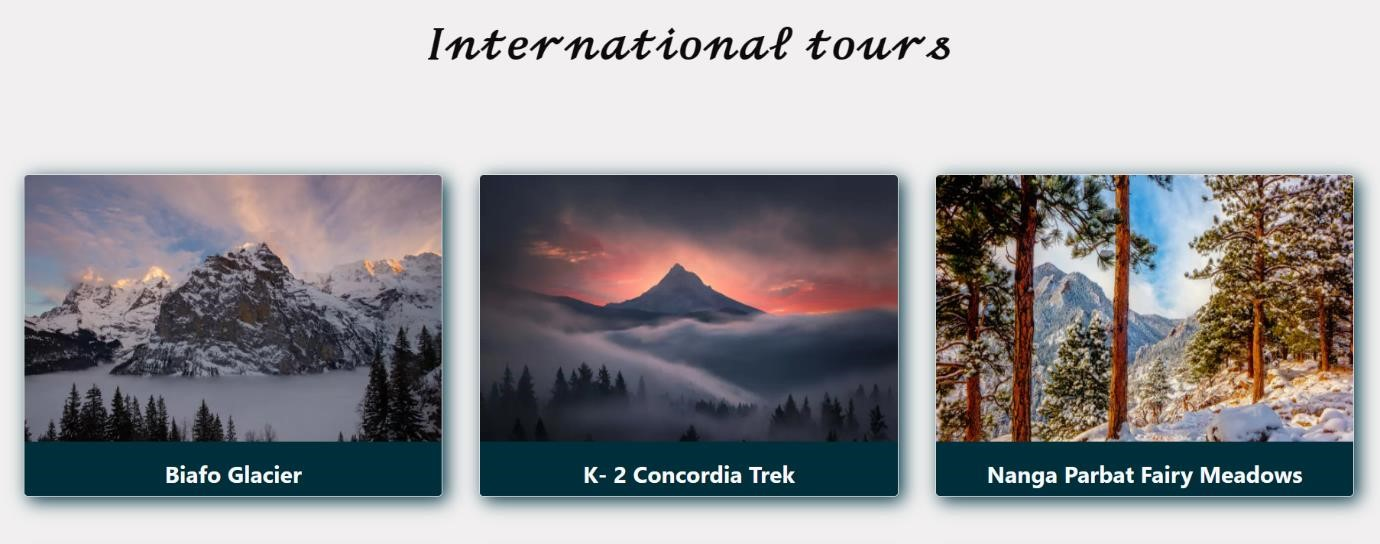 International tours
Biafo Glacier
K- 2 Concordia Trek
Nanga Parbat Fairy Meadows